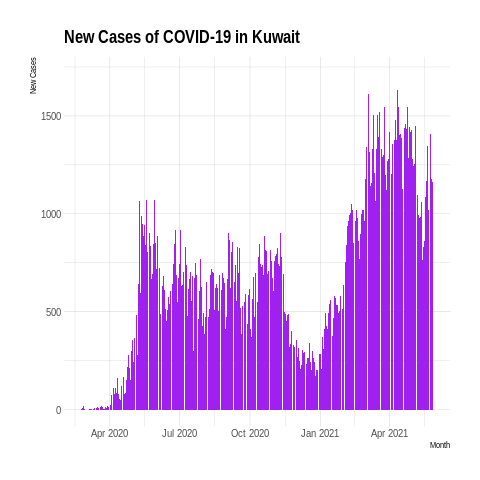 New Cases of COVID-19 in Kuwait
New Cases
1500
1000
500
0
Apr 2020 Jul 2020 Oct 2020 Jan 2021 Apr 2021
Month